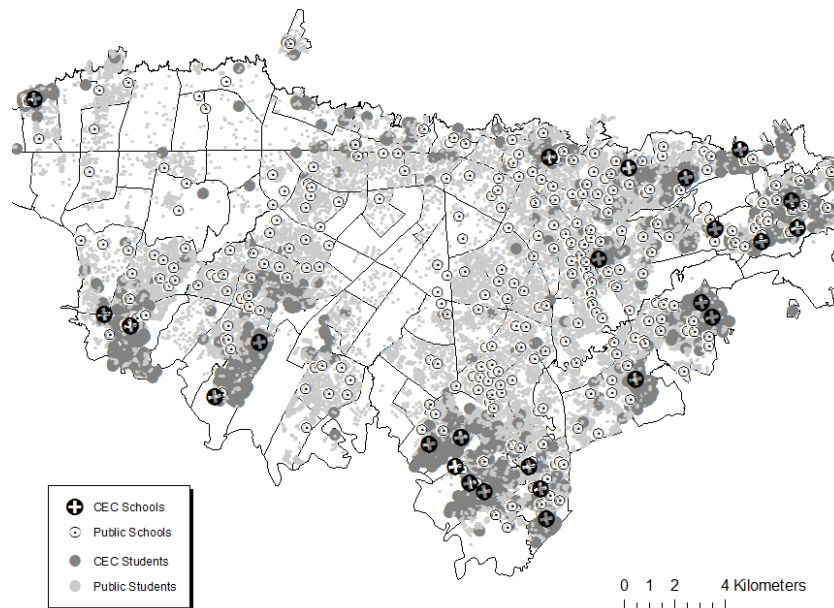 CEC Schools
Public Schools
CEC Students
Public Students
0 1 2 4 Kilometers